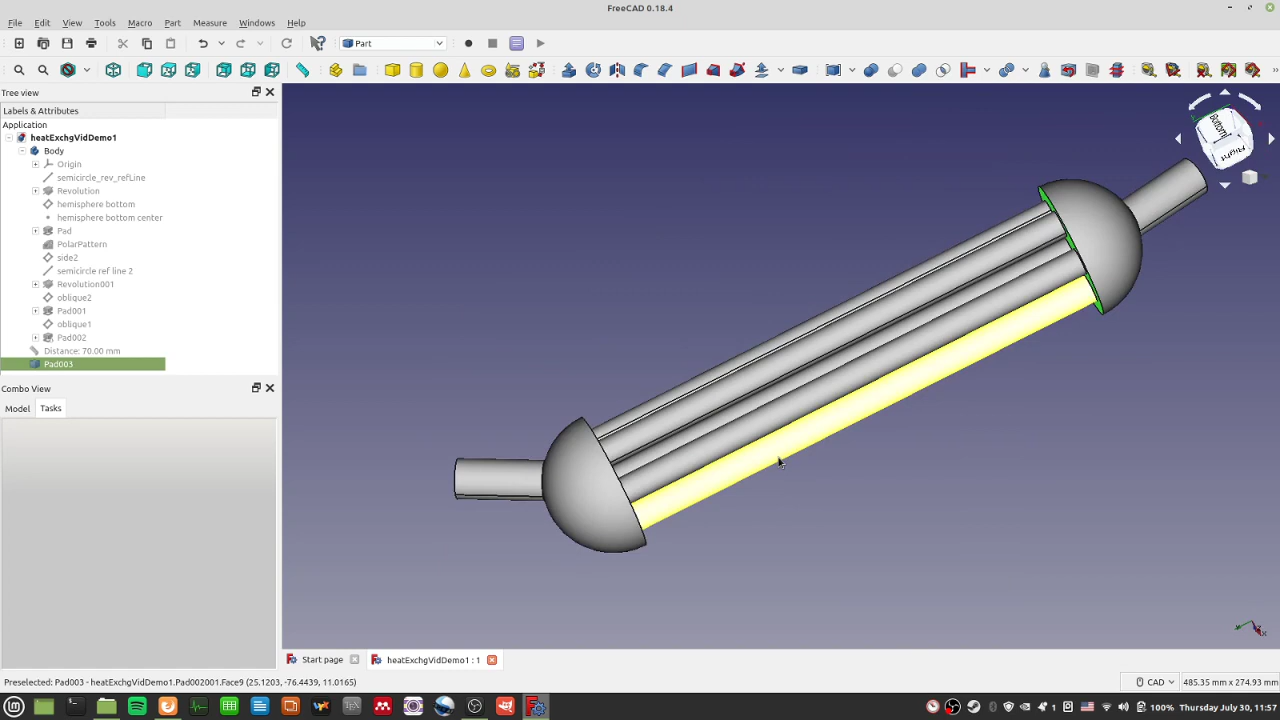 FreeCAD 0.18.4
File Edit View Tools Macro Part Measure Windows Help
Part
Tree view
Labels & Attributes
Application
heatExchgVidDemo1
Body
Origin
semicircle_rev_refLine
Revolution
hemisphere bottom
hemisphere bottom center
Pad
PolarPattern
side2
semicircle ref line 2
Revolution001
oblique2
Pad001
oblique1
Pad002
Distance: 70.00 mm
Pad003
Combo View
Model Tasks
Bottom
Right
Start page heatExchgVidDemo1 : 1
Preselected: Pad003 - heatExchgVidDemo1.Pad002001.Face9 (25.1203, -76.4439, 11.0165) CAD 485.35 mm x 274.93 mm
100% Thursday July 30, 11:57